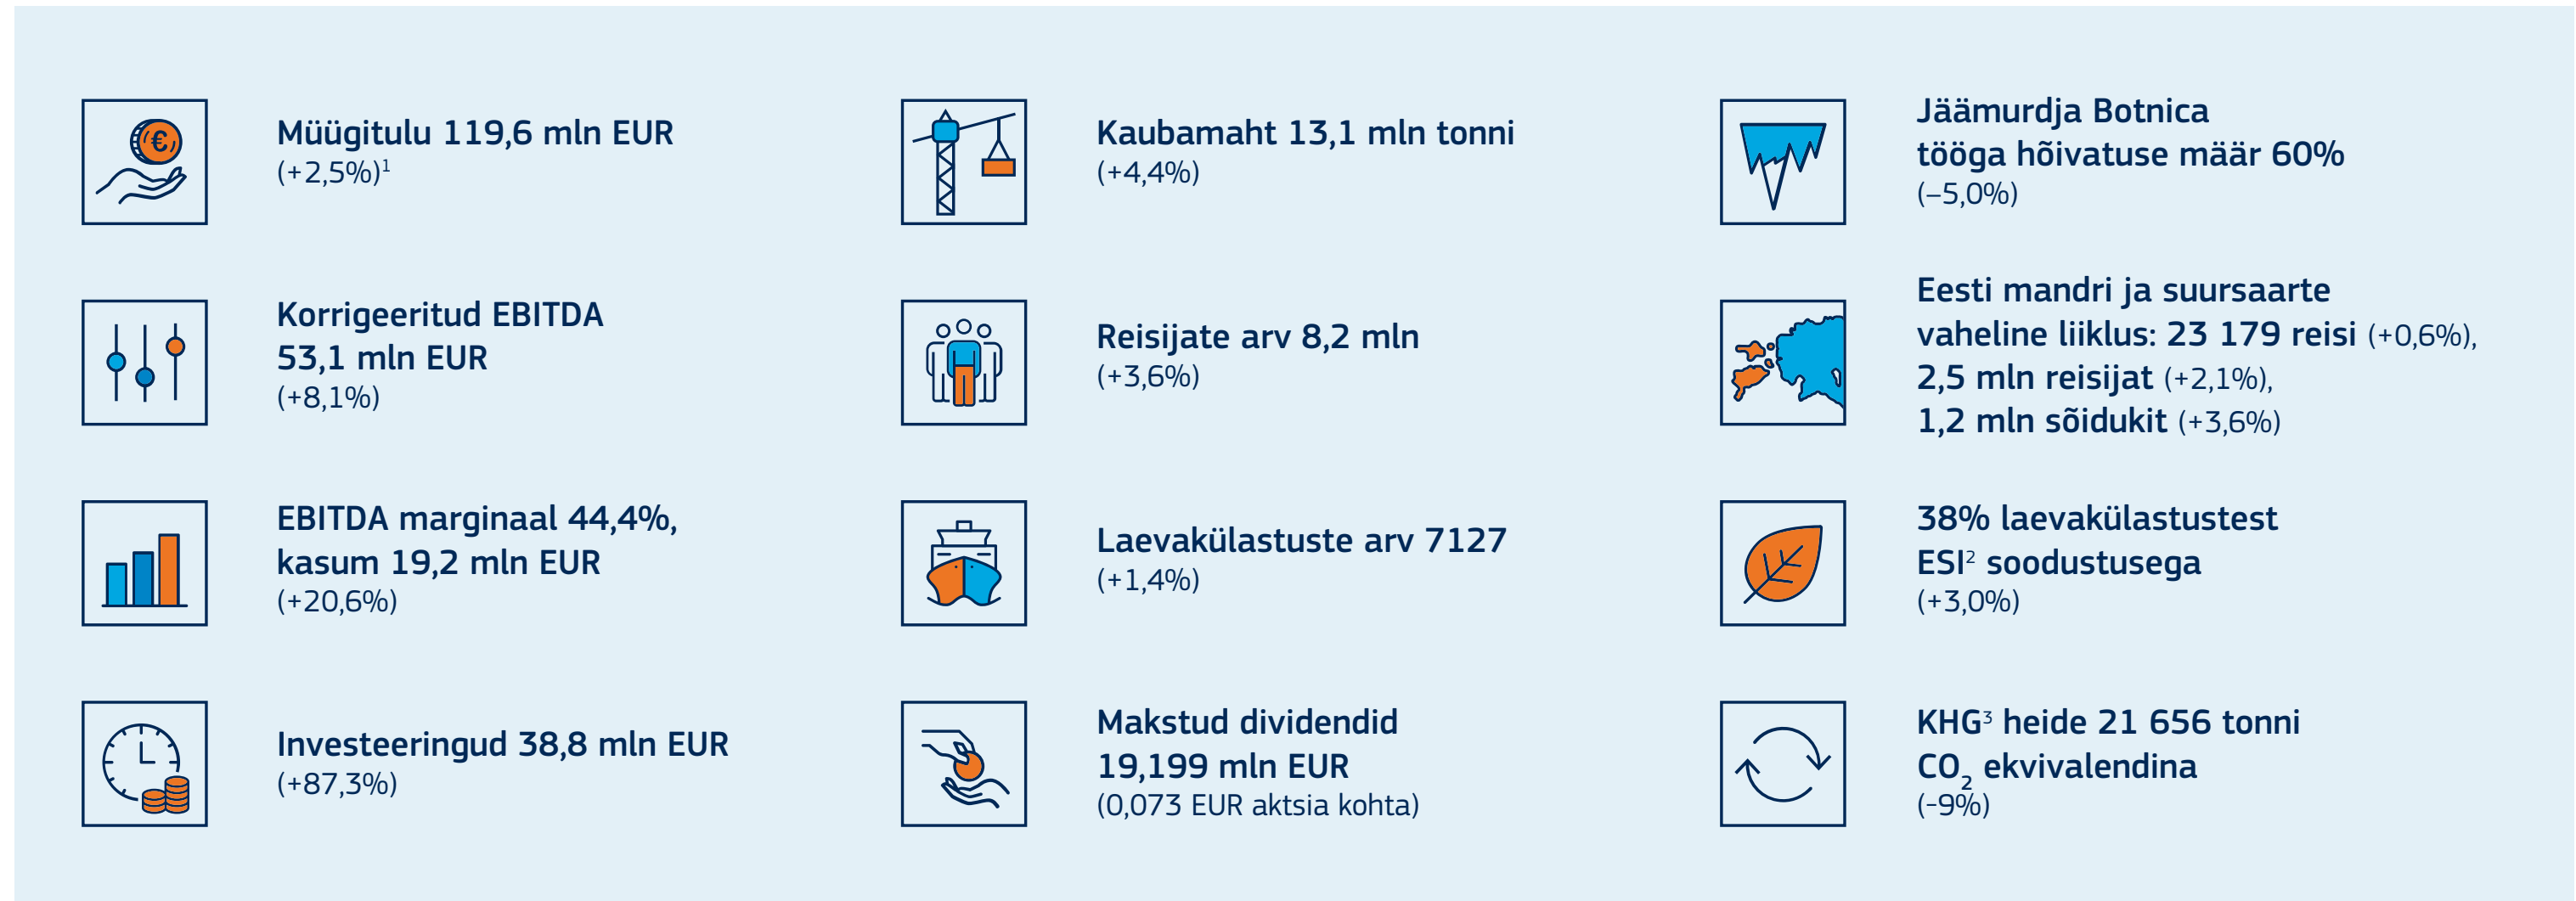 Müügitulu 119,6 mln EUR
(+2,5%)¹
Korrigeeritud EBITDA
53,1 mln EUR
(+8,1%)
EBITDA marginaal 44,4%,
kasum 19,2 mln EUR
(+20,6%)
Investeeringud 38,8 mln EUR
(+87,3%)
Kaubamaht 13,1 mln tonni
(+4,4%)
Reisijate arv 8,2 mln
(+3,6%)
Laevakülastuste arv 7127
(+1,4%)
Makstud dividendid
19,199 mln EUR
(0,073 EUR aktsia kohta)
Jäämurdja Botnica
tööga hõivatuse määr 60%
(–5,0%)
Eesti mandri ja suursaarte
vaheline liiklus: 23 179 reisi (+0,6%),
2,5 mln reisijat (+2,1%),
1,2 mln sõidukit (+3,6%)
38% laevakülastustest
ESI² soodustusega
(+3,0%)
KHG³ heide 21 656 tonni
CO₂ ekvivalendina
(-9%)